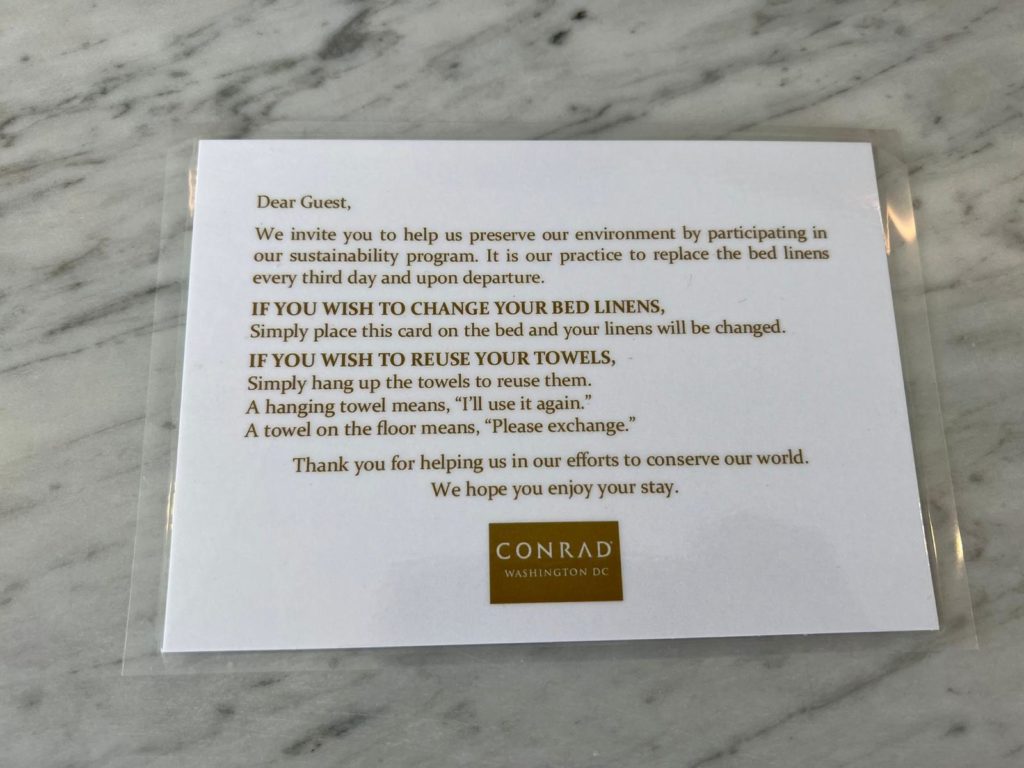 Dear Guest,
We invite you to help us preserve our environment by participating in
our sustainability program. It is our practice to replace the bed linens
every third day and upon departure.
IF YOU WISH TO CHANGE YOUR BED LINENS,
Simply place this card on the bed and your linens will be changed.
IF YOU WISH TO REUSE YOUR TOWELS,
Simply hang up the towels to reuse them.
A hanging towel means, “I’ll use it again.”
A towel on the floor means, “Please exchange.”
Thank you for helping us in our efforts to conserve our world.
We hope you enjoy your stay.
CONRAD
WASHINGTON DC